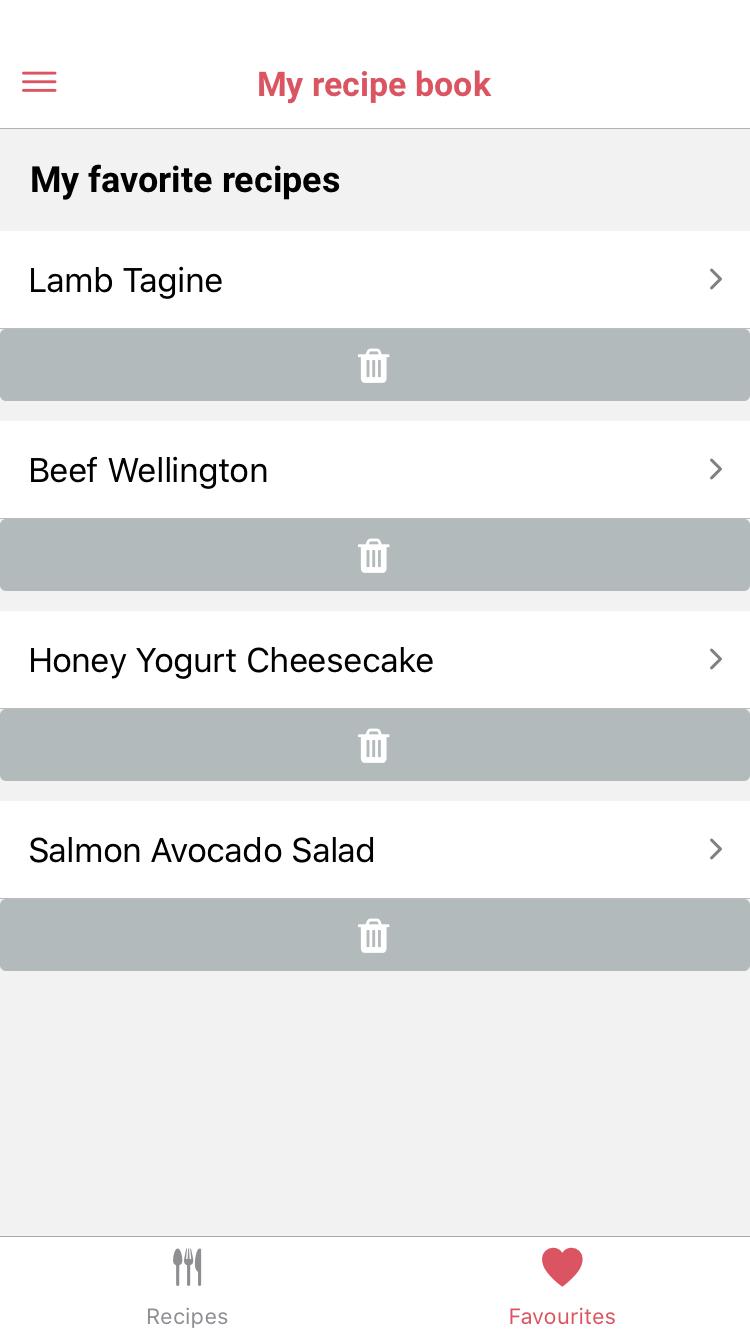 My recipe book
My favorite recipes
Lamb Tagine
Beef Wellington
Honey Yogurt Cheesecake
Salmon Avocado Salad
Recipes
Favourites